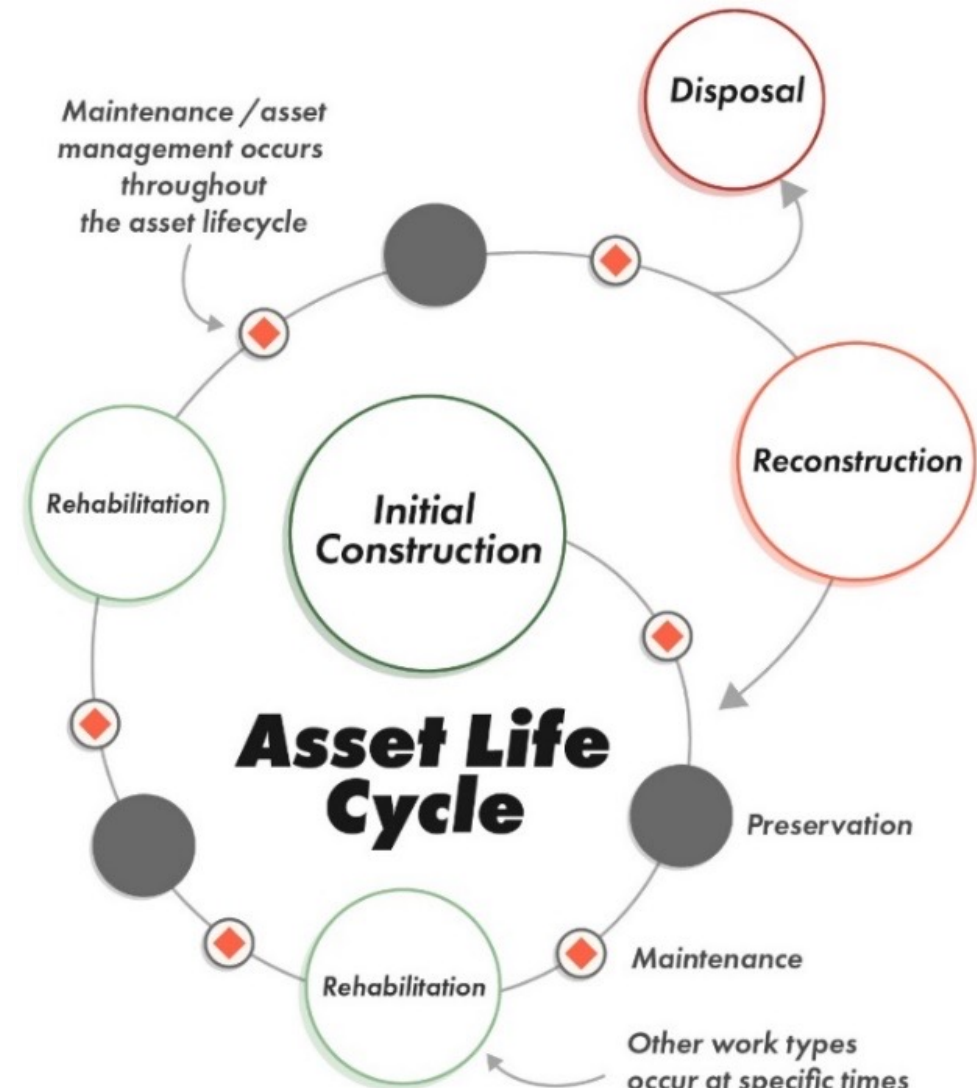 Disposal
Maintenance / asset
management occurs
throughout
the asset lifecycle
Reconstruction
Rehabilitation
Initial
Construction
Asset Life
Cycle
Preservation
Maintenance
Rehabilitation
Other work types
occur at specific times